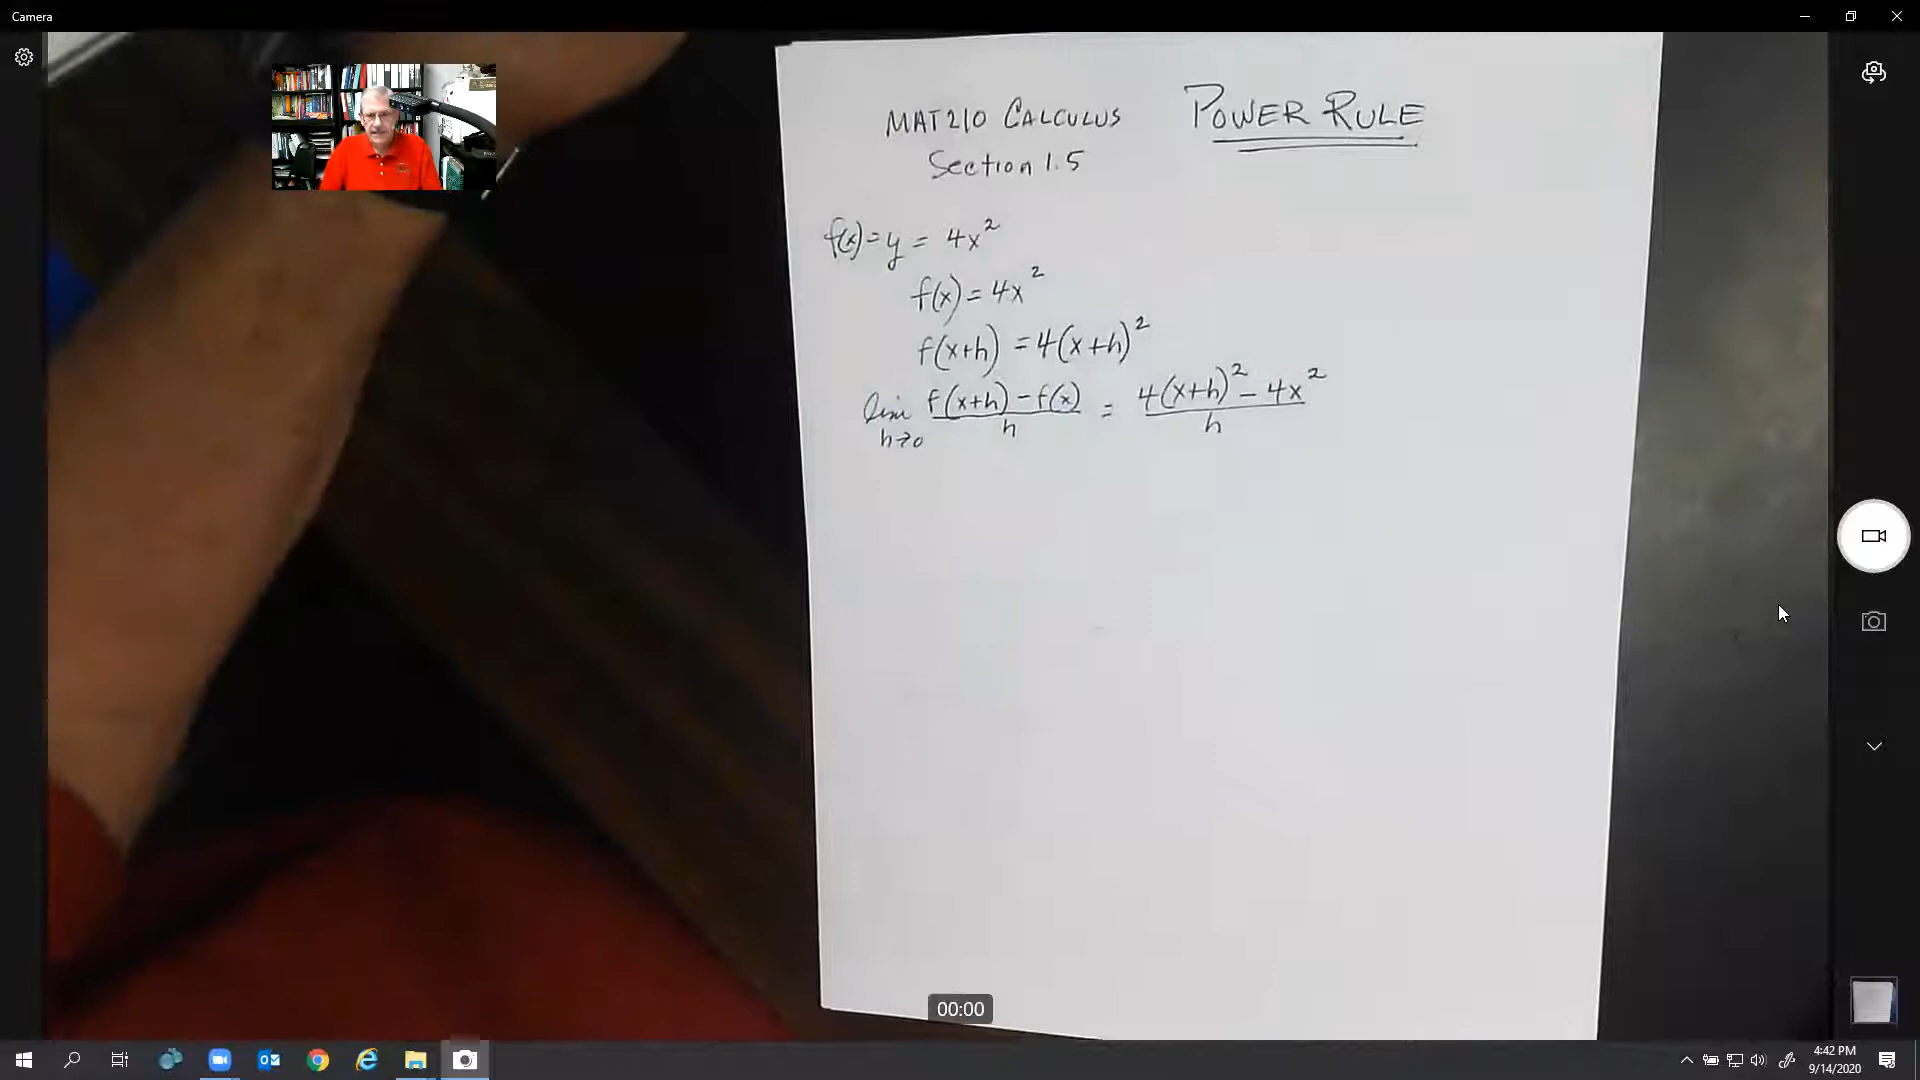 Camera
MAT210 CALCULUS POWER RULE
Section 1.5
f(x)=y = 4x²
f(x) = 4x²
f(x+h) = 4(x+h)²
lim h→0 f(x+h) - f(x) / h = 4(x+h)² - 4x² / h
00:00
4:42 PM
9/14/2020